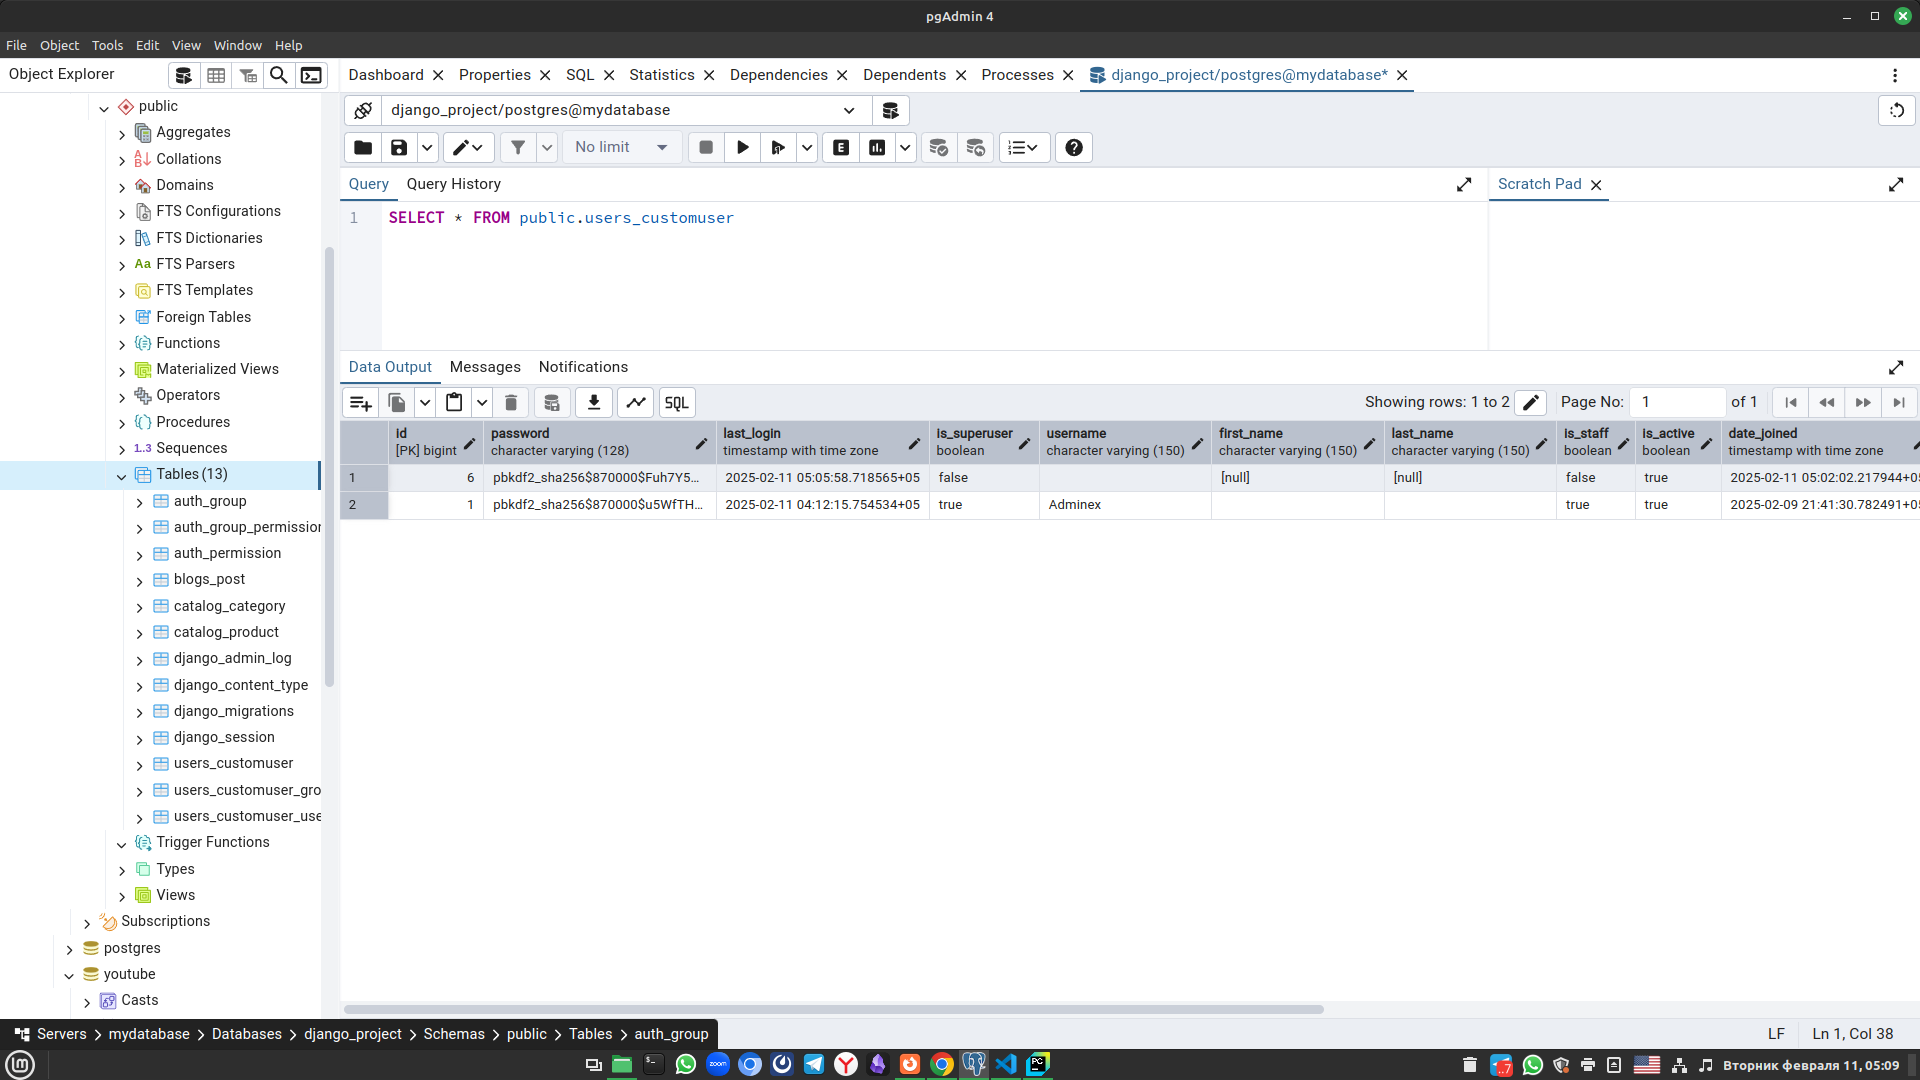 pgAdmin 4
File Object Tools Edit View Window Help
Object Explorer
Dashboard Properties SQL Statistics Dependencies Dependents Processes django_project/postgres@mydatabase*
django_project/postgres@mydatabase
No limit
E
Query Query History
Scratch Pad
1 SELECT * FROM public.users_customuser
public
Aggregates
Collations
Domains
FTS Configurations
FTS Dictionaries
Aa FTS Parsers
FTS Templates
Foreign Tables
Functions
Materialized Views
Operators
Procedures
1..3 Sequences
Tables (13)
auth_group
auth_group_permission
auth_permission
blogs_post
catalog_category
catalog_product
django_admin_log
django_content_type
django_migrations
django_session
users_customuser
users_customuser_gro
users_customuser_use
Trigger Functions
Types
Views
Subscriptions
postgres
youtube
Casts
Data Output Messages Notifications
SQL
Showing rows: 1 to 2 Page No: 1 of 1
id password last_login is_superuser username first_name last_name is_staff is_active date_joined
[PK] bigint character varying (128) timestamp with time zone boolean character varying (150) character varying (150) character varying (150) boolean boolean timestamp with time zone
1 6 pbkdf2_sha256$870000$Fuh7Y5... 2025-02-11 05:05:58.718565+05 false [null] [null] false true 2025-02-11 05:02:02.217944+05
2 1 pbkdf2_sha256$870000$u5WfTH... 2025-02-11 04:12:15.754534+05 true Adminex true true 2025-02-09 21:41:30.782491+05
Servers > mydatabase > Databases > django_project > Schemas > public > Tables > auth_group
LF Ln 1, Col 38
zoom
PC
..7
Вторник февраля 11, 05:09